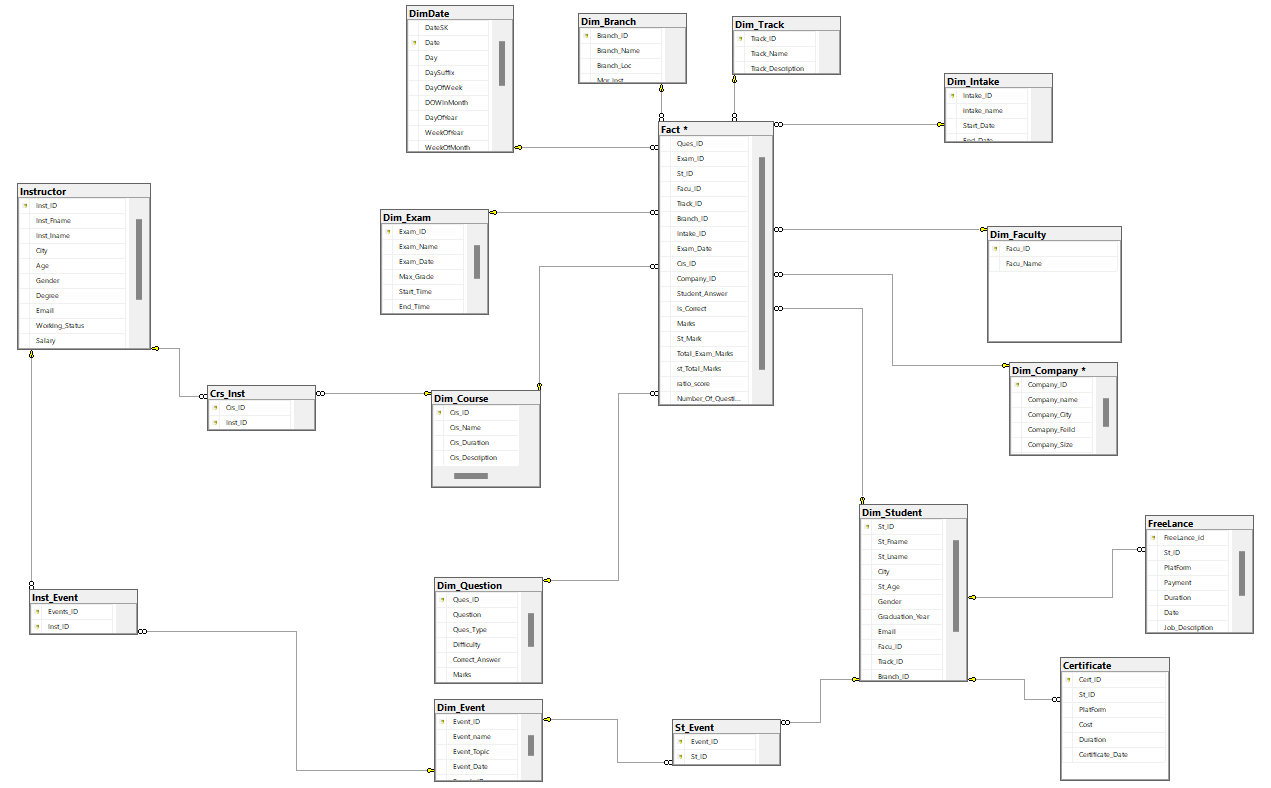 DimDate
DateSK
Date
Day
DaySuffix
DayOfWeek
DOWInMonth
DayOfYear
WeekOfYear
WeekOfMonth
Dim_Branch
Branch_ID
Branch_Name
Branch_Loc
Dim_Track
Track_ID
Track_Name
Track_Description
Dim_Intake
Intake_ID
Intake_name
Start_Date
End_Date
Fact *
Ques_ID
Exam_ID
St_ID
Facu_ID
Track_ID
Branch_ID
Intake_ID
Exam_Date
Crs_ID
Company_ID
Student_Answer
Is_Correct
Marks
St_Mark
Total_Exam_Marks
st_Total_Marks
ratio_score
Number_Of_Questi...
Instructor
Inst_ID
Inst_Fname
Inst_lname
City
Age
Gender
Degree
Email
Working_Status
Salary
Dim_Exam
Exam_ID
Exam_Name
Exam_Date
Max_Grade
Start_Time
End_Time
Dim_Faculty
Facu_ID
Facu_Name
Dim_Company *
Company_ID
Company_name
Company_City
Comapny_Feild
Company_Size
Crs_Inst
Crs_ID
Inst_ID
Dim_Course
Crs_ID
Crs_Name
Crs_Duration
Crs_Description
Dim_Student
St_ID
St_Fname
St_Lname
City
St_Age
Gender
Graduation_Year
Email
Facu_ID
Track_ID
Branch_ID
FreeLance
FreeLance_id
St_ID
PlatForm
Payment
Duration
Date
Job_Description
Inst_Event
Events_ID
Inst_ID
Dim_Question
Ques_ID
Question
Ques_Type
Difficulty
Correct_Answer
Marks
Certificate
Cert_ID
St_ID
PlatForm
Cost
Duration
Certificate_Date
Dim_Event
Event_ID
Event_name
Event_Topic
Event_Date
St_Event
Event_ID
St_ID